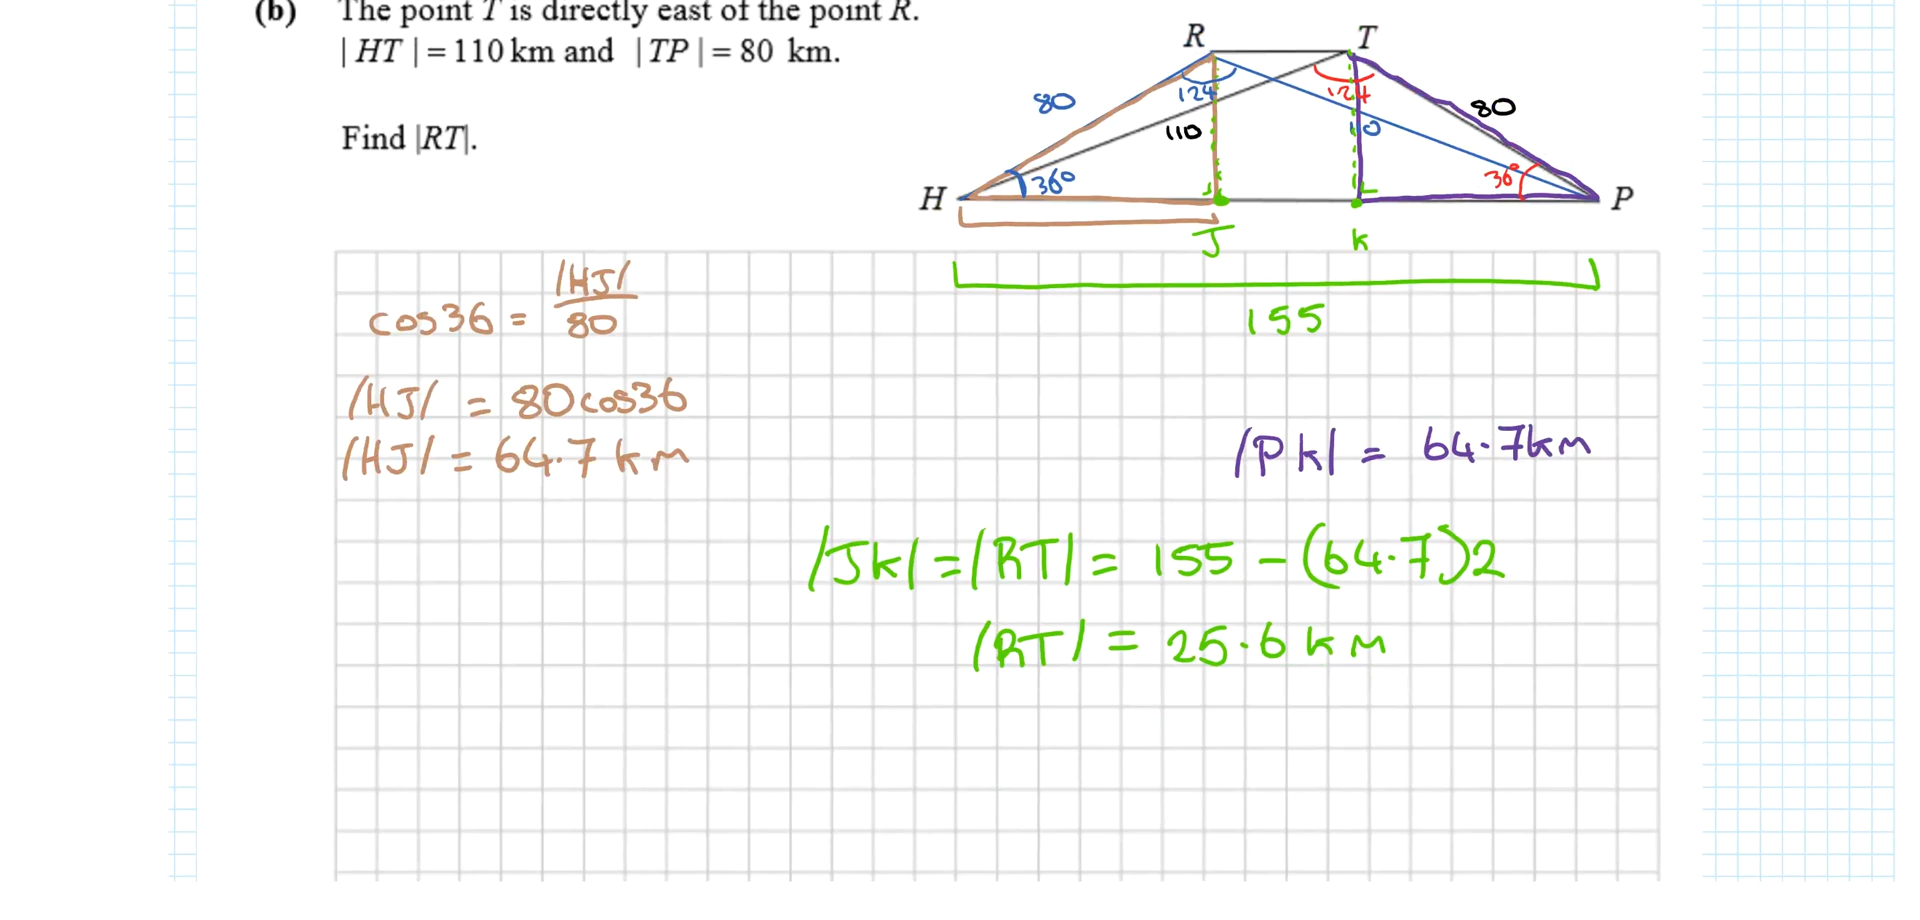 (b) The point T is directly east of the point R.
| HT | = 110 km and | TP | = 80 km.
Find |RT|.
R T
80 124 124 80
110 110
H 36° 36° P
J K
155
cos36 = |HJ| / 80
|HJ| = 80cos36
|HJ| = 64.7 km
|PK| = 64.7km
|JK| = |RT| = 155 - (64.7)2
|RT| = 25.6 km